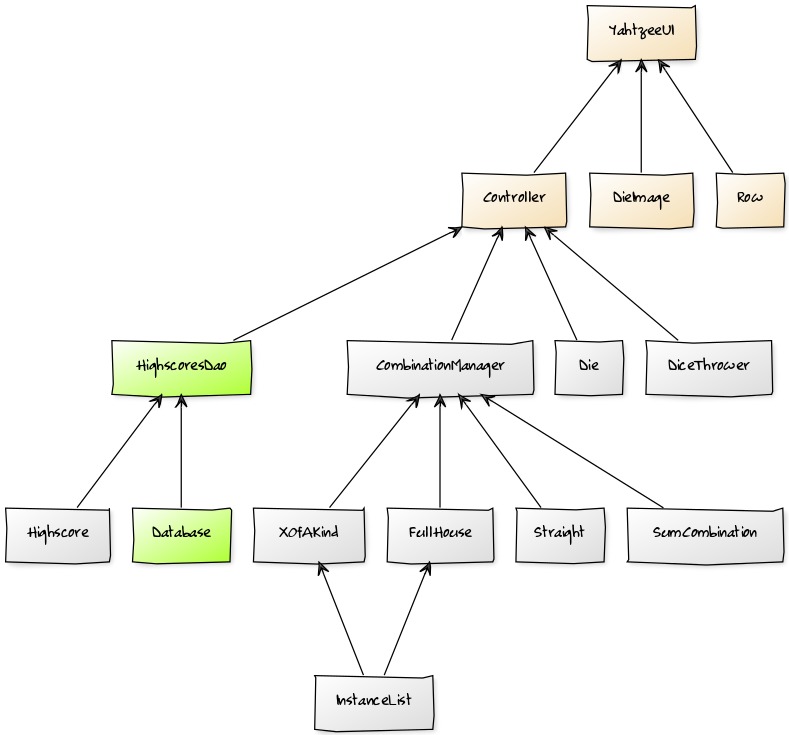 YahtzeeUI
Controller
DieImage
Row
HighscoresDao
CombinationManager
Die
DiceThrower
Highscore
Database
XOfAKind
FullHouse
Straight
SumCombination
InstanceList